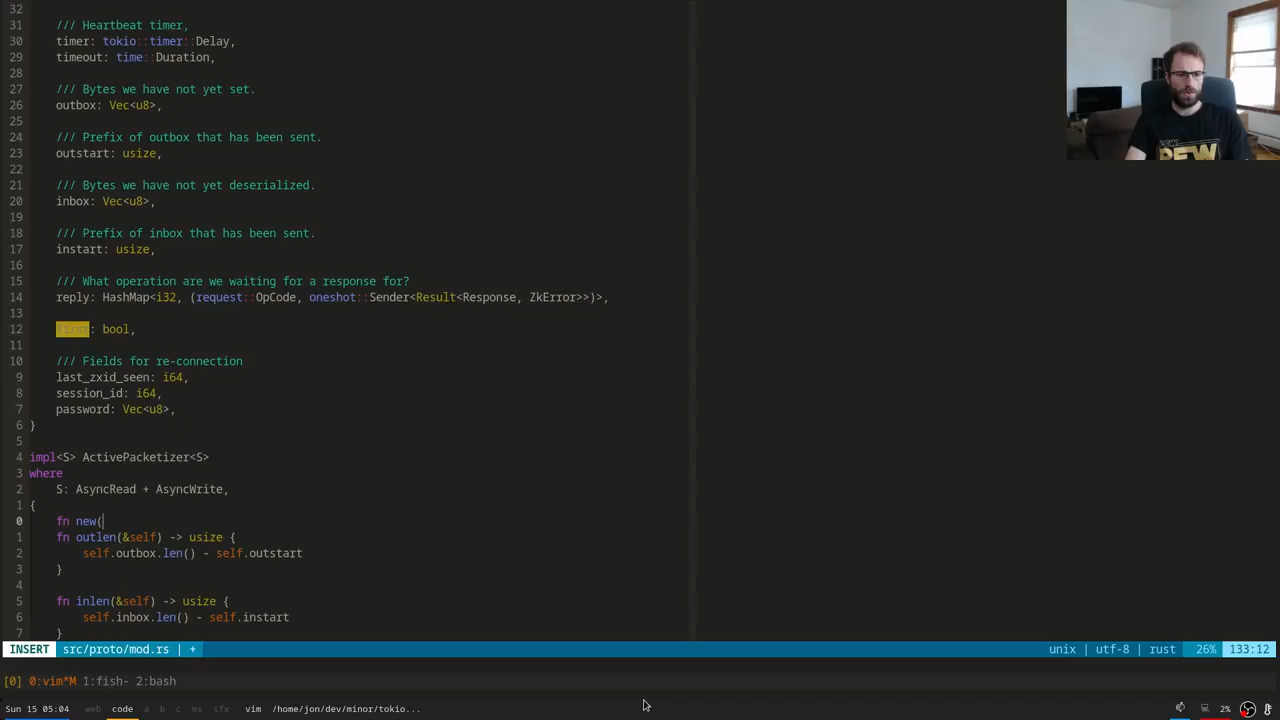 32
31 /// Heartbeat timer,
30 timer: tokio::timer::Delay,
29 timeout: time::Duration,
28
27 /// Bytes we have not yet set.
26 outbox: Vec<u8>,
25
24 /// Prefix of outbox that has been sent.
23 outstart: usize,
22
21 /// Bytes we have not yet deserialized.
20 inbox: Vec<u8>,
19
18 /// Prefix of inbox that has been sent.
17 instart: usize,
16
15 /// What operation are we waiting for a response for?
14 reply: HashMap<i32, (request::OpCode, oneshot::Sender<Result<Response, ZkError>>)>,
13
12 : bool,
11
10 /// Fields for re-connection
9 last_zxid_seen: i64,
8 session_id: i64,
7 password: Vec<u8>,
6 }
5
4 impl<S> ActivePacketizer<S>
3 where
2 S: AsyncRead + AsyncWrite,
1 {
0 fn new(
1 fn outlen(&self) -> usize {
2 self.outbox.len() - self.outstart
3 }
4
5 fn inlen(&self) -> usize {
6 self.inbox.len() - self.instart
7 }
INSERT src/proto/mod.rs | + unix | utf-8 | rust 26% 133:12
[0] 0:vim*M 1:fish- 2:bash
Sun 15 05:04 web code a b c mx sfx vim /home/jon/dev/minor/tokio... 2%